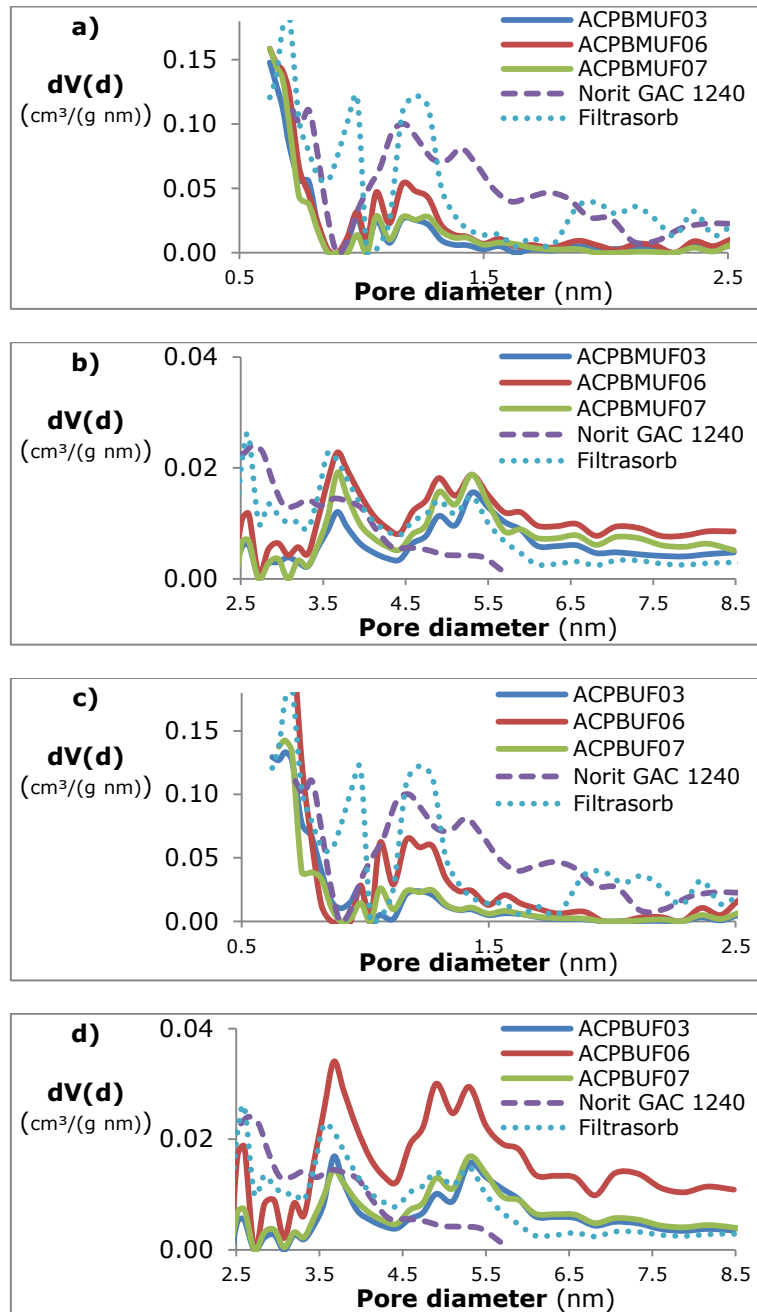 a)
dV(d)
(cm³/(g nm))
ACPBMUF03
ACPBMUF06
ACPBMUF07
Norit GAC 1240
Filtrasorb
0.15
0.10
0.05
0.00
0.5
1.5
2.5
Pore diameter (nm)
b)
dV(d)
(cm³/(g nm))
ACPBMUF03
ACPBMUF06
ACPBMUF07
Norit GAC 1240
Filtrasorb
0.04
0.02
0.00
2.5 3.5 4.5 5.5 6.5 7.5 8.5
Pore diameter (nm)
c)
dV(d)
(cm³/(g nm))
ACPBUF03
ACPBUF06
ACPBUF07
Norit GAC 1240
Filtrasorb
0.15
0.10
0.05
0.00
0.5
1.5
2.5
Pore diameter (nm)
d)
dV(d)
(cm³/(g nm))
ACPBUF03
ACPBUF06
ACPBUF07
Norit GAC 1240
Filtrasorb
0.04
0.02
0.00
2.5 3.5 4.5 5.5 6.5 7.5 8.5
Pore diameter (nm)